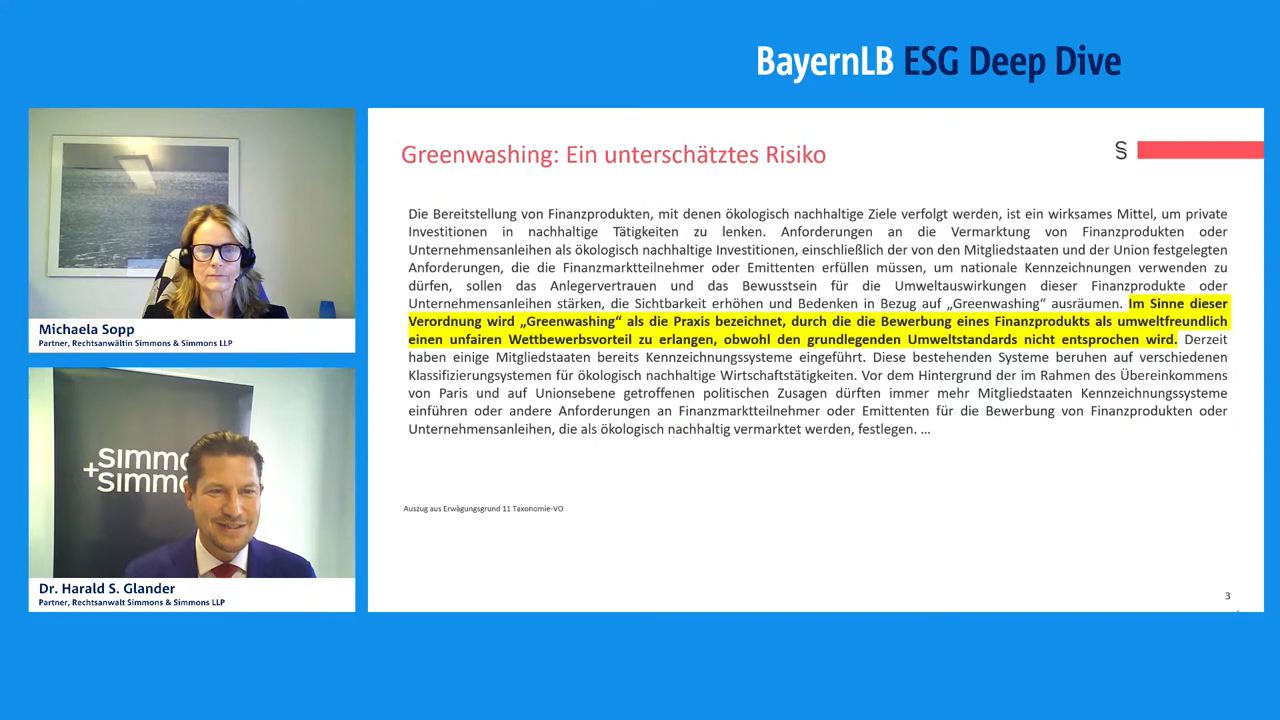 BayernLB ESG Deep Dive
Michaela Sopp
Partner, Rechtsanwältin Simmons & Simmons LLP
+simmo
simmo
Dr. Harald S. Glander
Partner, Rechtsanwalt Simmons & Simmons LLP
Greenwashing: Ein unterschätztes Risiko
§
Die Bereitstellung von Finanzprodukten, mit denen ökologisch nachhaltige Ziele verfolgt werden, ist ein wirksames Mittel, um private
Investitionen in nachhaltige Tätigkeiten zu lenken. Anforderungen an die Vermarktung von Finanzprodukten oder
Unternehmensanleihen als ökologisch nachhaltige Investitionen, einschließlich der von den Mitgliedstaaten und der Union festgelegten
Anforderungen, die die Finanzmarktteilnehmer oder Emittenten erfüllen müssen, um nationale Kennzeichnungen verwenden zu
dürfen, sollen das Anlegervertrauen und das Bewusstsein für die Umweltauswirkungen dieser Finanzprodukte oder
Unternehmensanleihen stärken, die Sichtbarkeit erhöhen und Bedenken in Bezug auf „Greenwashing“ ausräumen. Im Sinne dieser
Verordnung wird „Greenwashing“ als die Praxis bezeichnet, durch die die Bewerbung eines Finanzprodukts als umweltfreundlich
einen unfairen Wettbewerbsvorteil zu erlangen, obwohl den grundlegenden Umweltstandards nicht entsprochen wird. Derzeit
haben einige Mitgliedstaaten bereits Kennzeichnungssysteme eingeführt. Diese bestehenden Systeme beruhen auf verschiedenen
Klassifizierungsystemen für ökologisch nachhaltige Wirtschaftstätigkeiten. Vor dem Hintergrund der im Rahmen des Übereinkommens
von Paris und auf Unionsebene getroffenen politischen Zusagen dürften immer mehr Mitgliedstaaten Kennzeichnungssysteme
einführen oder andere Anforderungen an Finanzmarktteilnehmer oder Emittenten für die Bewerbung von Finanzprodukten oder
Unternehmensanleihen, die als ökologisch nachhaltig vermarktet werden, festlegen. …
Auszug aus Erwägungsgrund 11 Taxonomie-VO
3